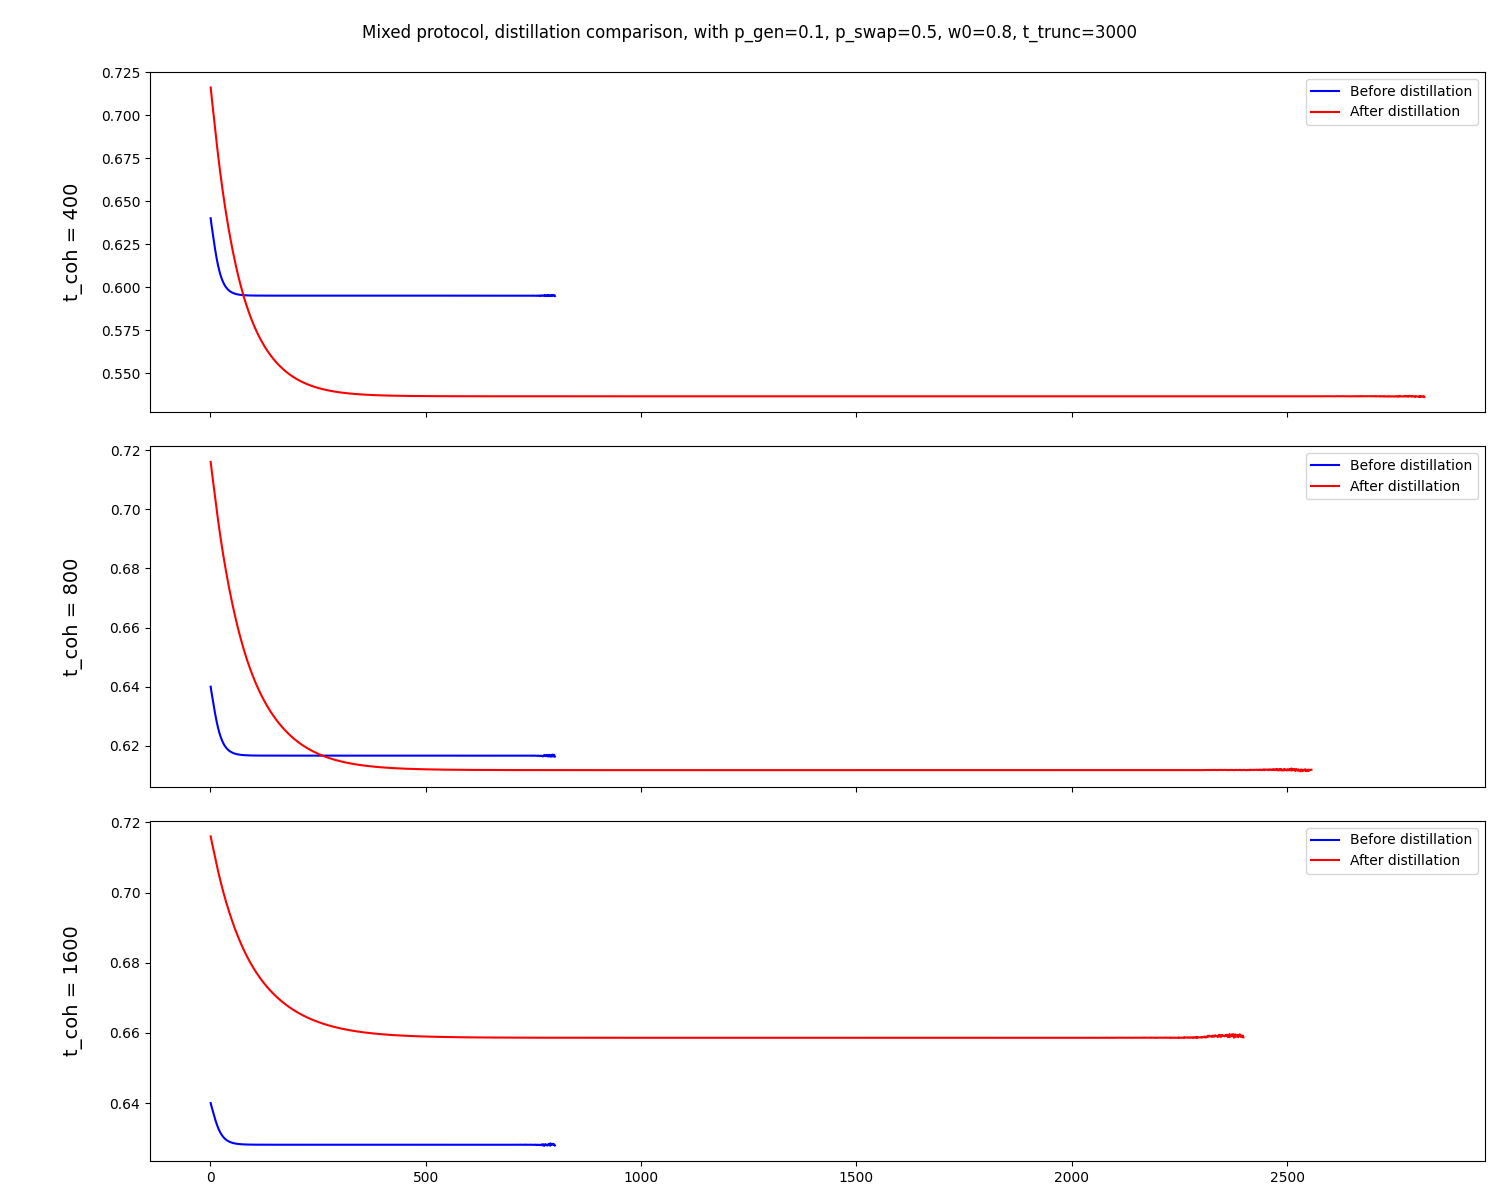 Mixed protocol, distillation comparison, with p_gen=0.1, p_swap=0.5, w0=0.8, t_trunc=3000
t_coh = 400
0.725
0.700
0.675
0.650
0.625
0.600
0.575
0.550
Before distillation
After distillation
t_coh = 800
0.72
0.70
0.68
0.66
0.64
0.62
Before distillation
After distillation
t_coh = 1600
0.72
0.70
0.68
0.66
0.64
Before distillation
After distillation
0 500 1000 1500 2000 2500